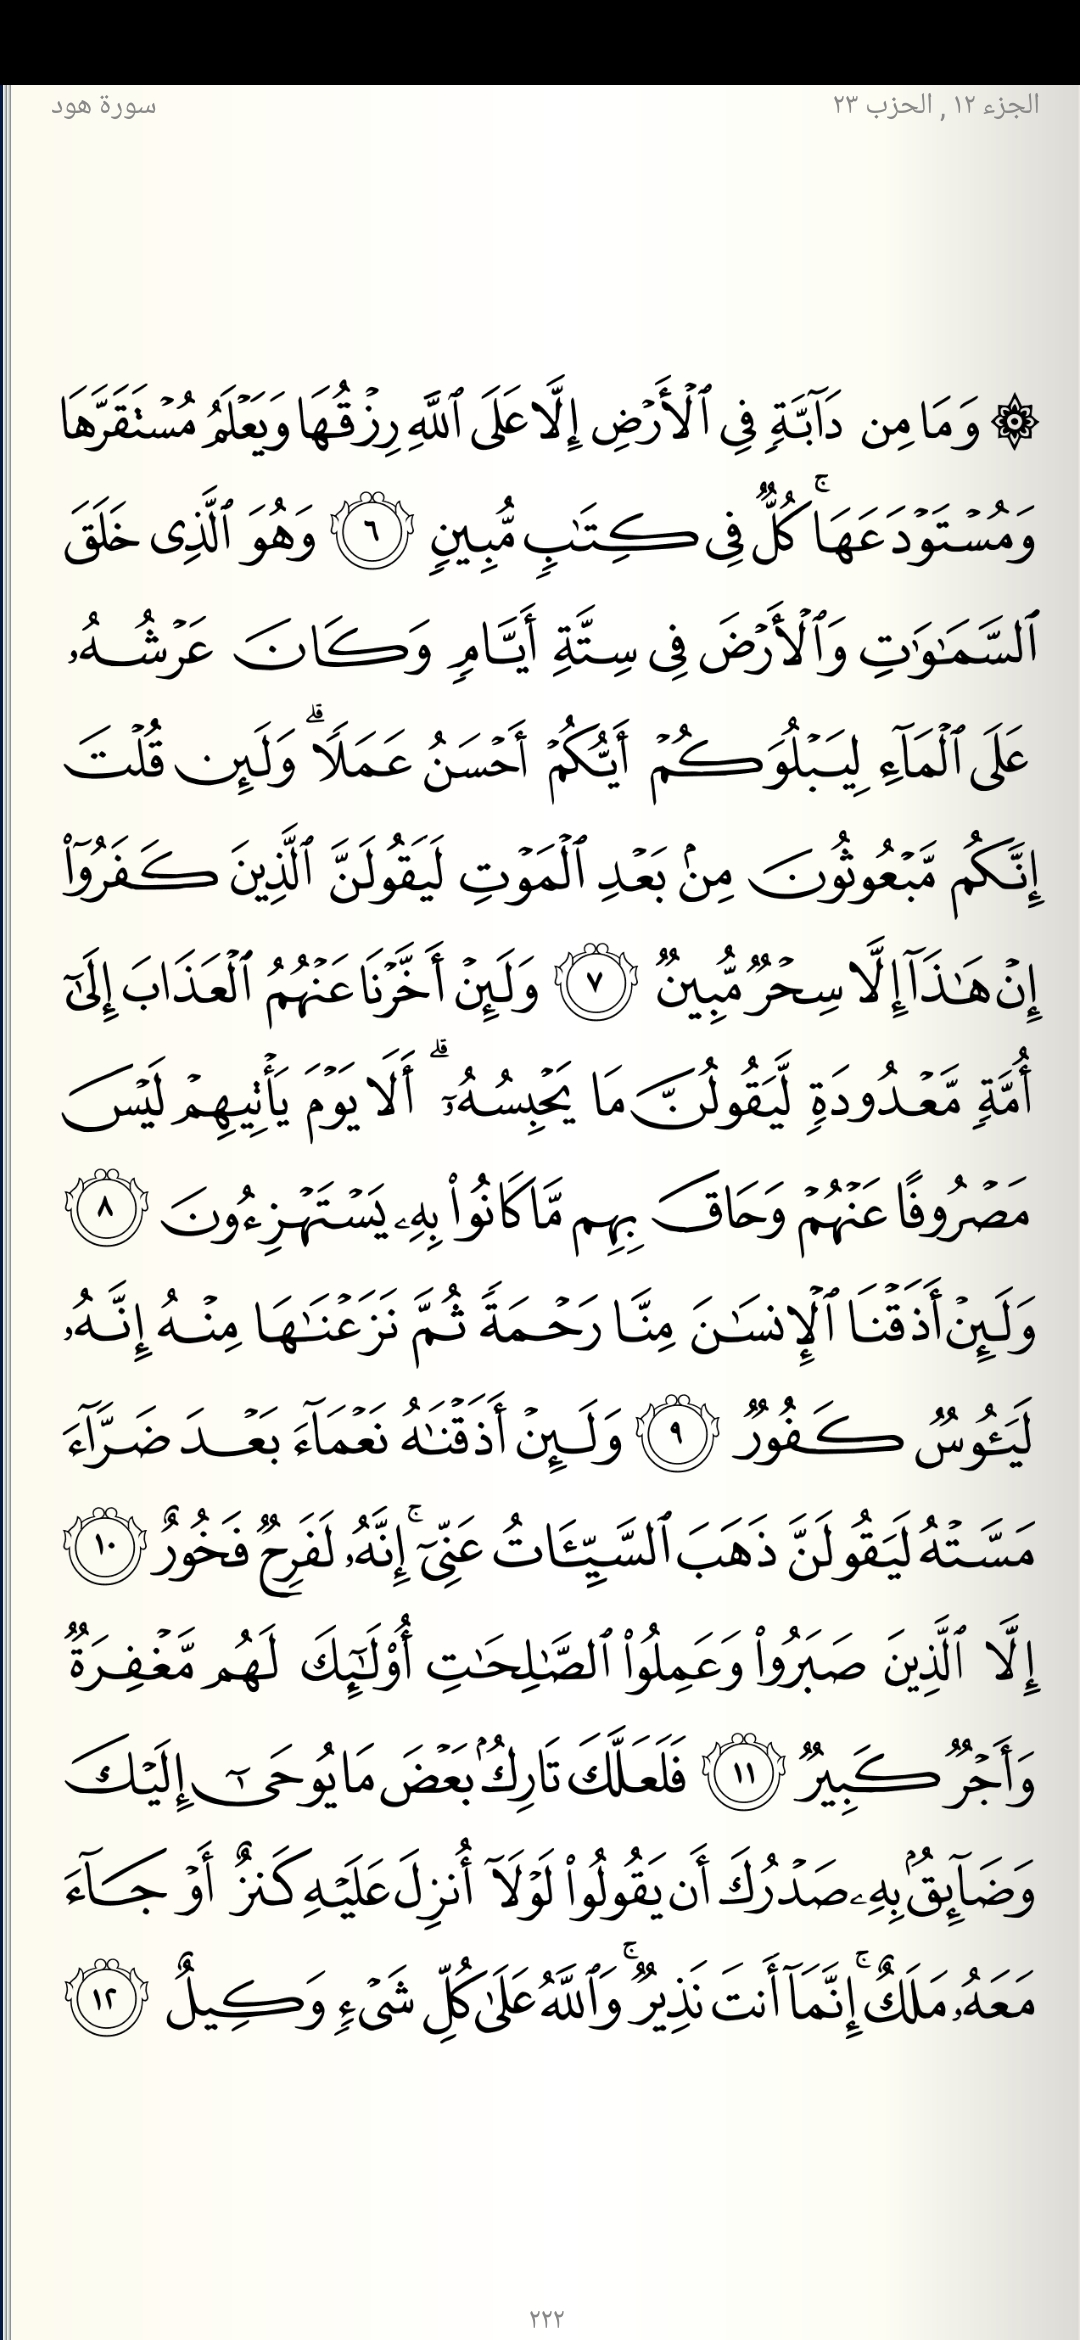 الجزء ١٢ , الحزب ٢٣
سورة هود
۞ وَمَا مِن دَآبَّةٍ فِي ٱلۡأَرۡضِ إِلَّا عَلَى ٱللَّهِ رِزۡقُهَا وَيَعۡلَمُ مُسۡتَقَرَّهَا
وَمُسۡتَوۡدَعَهَاۚ كُلّٞ فِي كِتَٰبٖ مُّبِينٖ ٦ وَهُوَ ٱلَّذِي خَلَقَ
ٱلسَّمَٰوَٰتِ وَٱلۡأَرۡضَ فِي سِتَّةِ أَيَّامٖ وَكَانَ عَرۡشُهُۥ
عَلَى ٱلۡمَآءِ لِيَبۡلُوَكُمۡ أَيُّكُمۡ أَحۡسَنُ عَمَلٗاۗ وَلَئِن قُلۡتَ
إِنَّكُم مَّبۡعُوثُونَ مِنۢ بَعۡدِ ٱلۡمَوۡتِ لَيَقُولَنَّ ٱلَّذِينَ كَفَرُوٓاْ
إِنۡ هَٰذَآ إِلَّا سِحۡرٞ مُّبِينٞ ٧ وَلَئِنۡ أَخَّرۡنَا عَنۡهُمُ ٱلۡعَذَابَ إِلَىٰٓ
أُمَّةٖ مَّعۡدُودَةٖ لَّيَقُولُنَّ مَا يَحۡبِسُهُۥٓۗ أَلَا يَوۡمَ يَأۡتِيهِمۡ لَيۡسَ
مَصۡرُوفًا عَنۡهُمۡ وَحَاقَ بِهِم مَّا كَانُواْ بِهِۦ يَسۡتَهۡزِءُونَ ٨
وَلَئِنۡ أَذَقۡنَا ٱلۡإِنسَٰنَ مِنَّا رَحۡمَةٗ ثُمَّ نَزَعۡنَٰهَا مِنۡهُ إِنَّهُۥ
لَيَـُٔوسٞ كَفُورٞ ٩ وَلَئِنۡ أَذَقۡنَٰهُ نَعۡمَآءَ بَعۡدَ ضَرَّآءَ
مَسَّتۡهُ لَيَقُولَنَّ ذَهَبَ ٱلسَّيِّـَٔاتُ عَنِّيٓۚ إِنَّهُۥ لَفَرِحٞ فَخُورٌ ١٠
إِلَّا ٱلَّذِينَ صَبَرُواْ وَعَمِلُواْ ٱلصَّٰلِحَٰتِ أُوْلَٰٓئِكَ لَهُم مَّغۡفِرَةٞ
وَأَجۡرٞ كَبِيرٞ ١١ فَلَعَلَّكَ تَارِكُۢ بَعۡضَ مَا يُوحَىٰٓ إِلَيۡكَ
وَضَآئِقُۢ بِهِۦ صَدۡرُكَ أَن يَقُولُواْ لَوۡلَآ أُنزِلَ عَلَيۡهِ كَنزٌ أَوۡ جَآءَ
مَعَهُۥ مَلَكٌۚ إِنَّمَآ أَنتَ نَذِيرٞۚ وَٱللَّهُ عَلَىٰ كُلِّ شَيۡءٖ وَكِيلٌ ١٢
٢٢٢